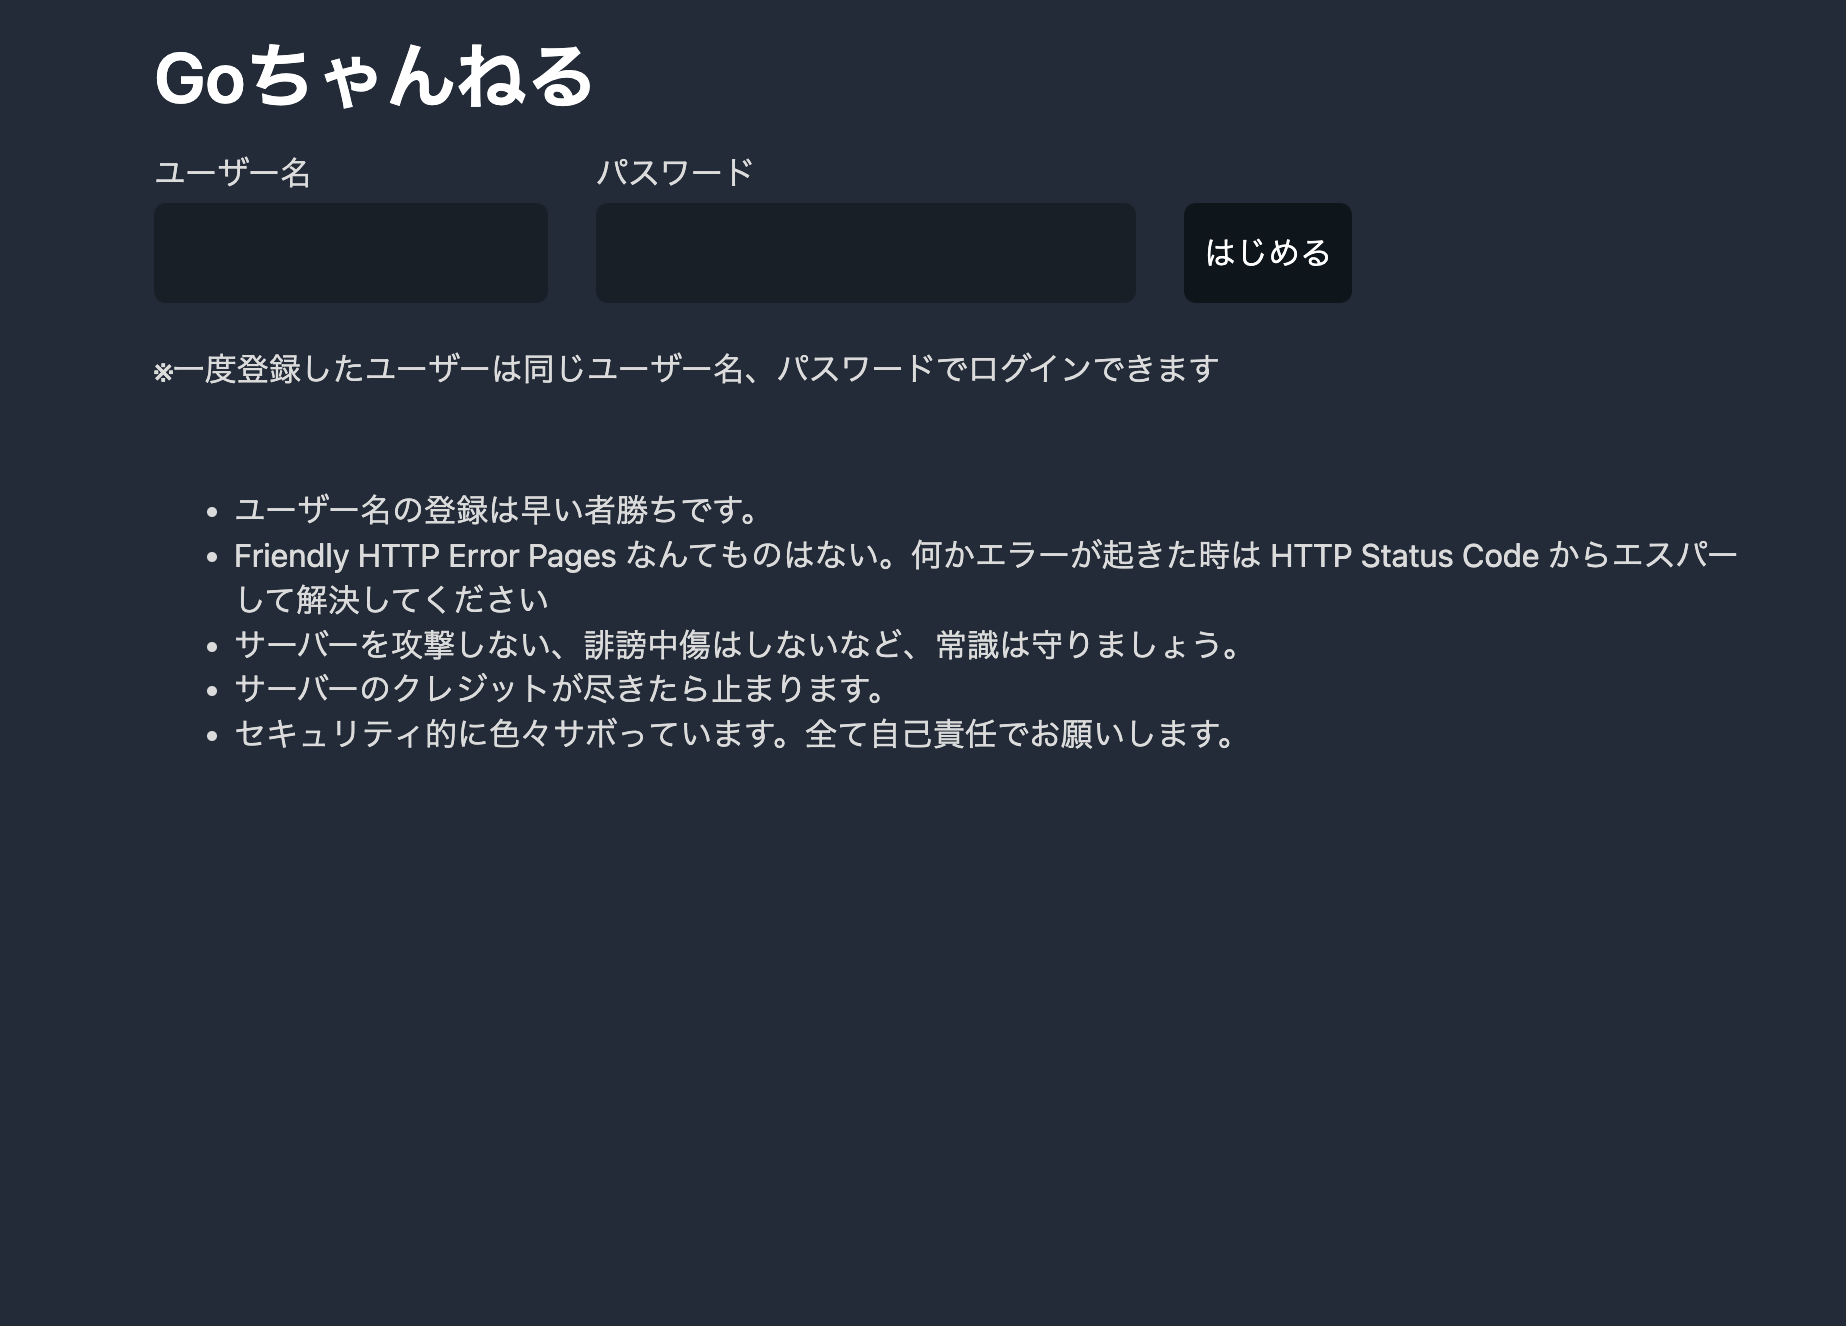 Goちゃんねる
ユーザー名
パスワード
はじめる
※一度登録したユーザーは同じユーザー名、パスワードでログインできます
• ユーザー名の登録は早い者勝ちです。
• Friendly HTTP Error Pages なんてものはない。何かエラーが起きた時は HTTP Status Code からエスパー
して解決してください
• サーバーを攻撃しない、誹謗中傷はしないなど、常識は守りましょう。
• サーバーのクレジットが尽きたら止まります。
• セキュリティ的に色々サボっています。全て自己責任でお願いします。